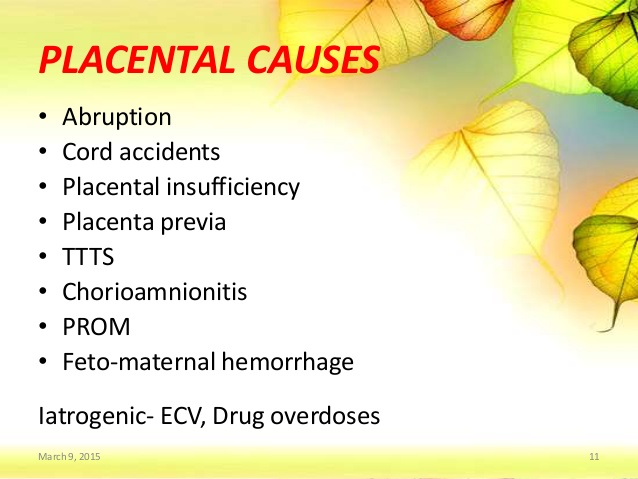 PLACENTAL CAUSES
• Abruption
• Cord accidents
• Placental insufficiency
• Placenta previa
• TTTS
• Chorioamnionitis
• PROM
• Feto-maternal hemorrhage
Iatrogenic- ECV, Drug overdoses
March 9, 2015
11